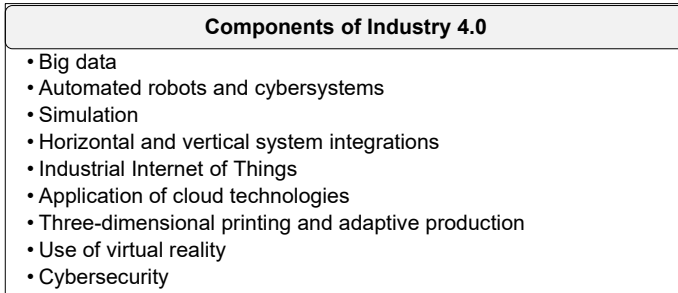 Components of Industry 4.0
• Big data
• Automated robots and cybersystems
• Simulation
• Horizontal and vertical system integrations
• Industrial Internet of Things
• Application of cloud technologies
• Three-dimensional printing and adaptive production
• Use of virtual reality
• Cybersecurity